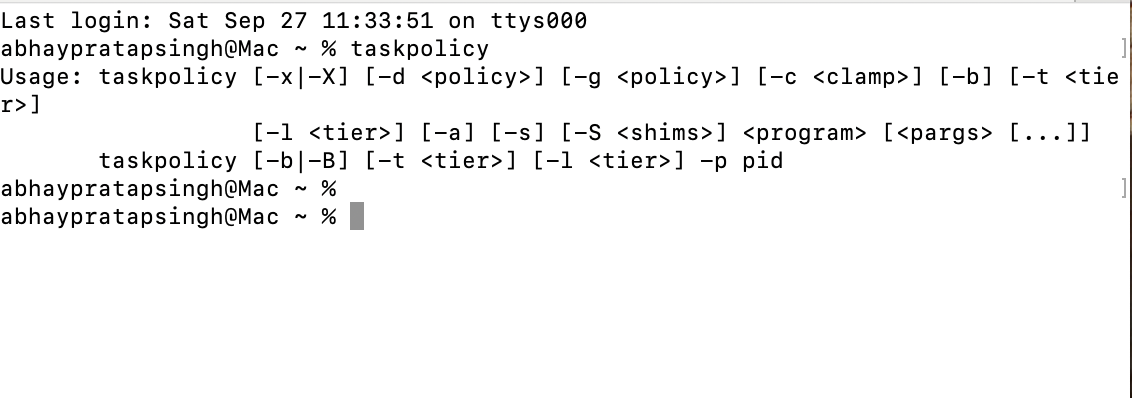 Last login: Sat Sep 27 11:33:51 on ttys000
abhaypratapsingh@Mac ~ % taskpolicy
Usage: taskpolicy [-x|-X] [-d <policy>] [-g <policy>] [-c <clamp>] [-b] [-t <tie
r>]
[-l <tier>] [-a] [-s] [-S <shims>] <program> [<pargs> [...]]
taskpolicy [-b|-B] [-t <tier>] [-l <tier>] -p pid
abhaypratapsingh@Mac ~ %
abhaypratapsingh@Mac ~ %